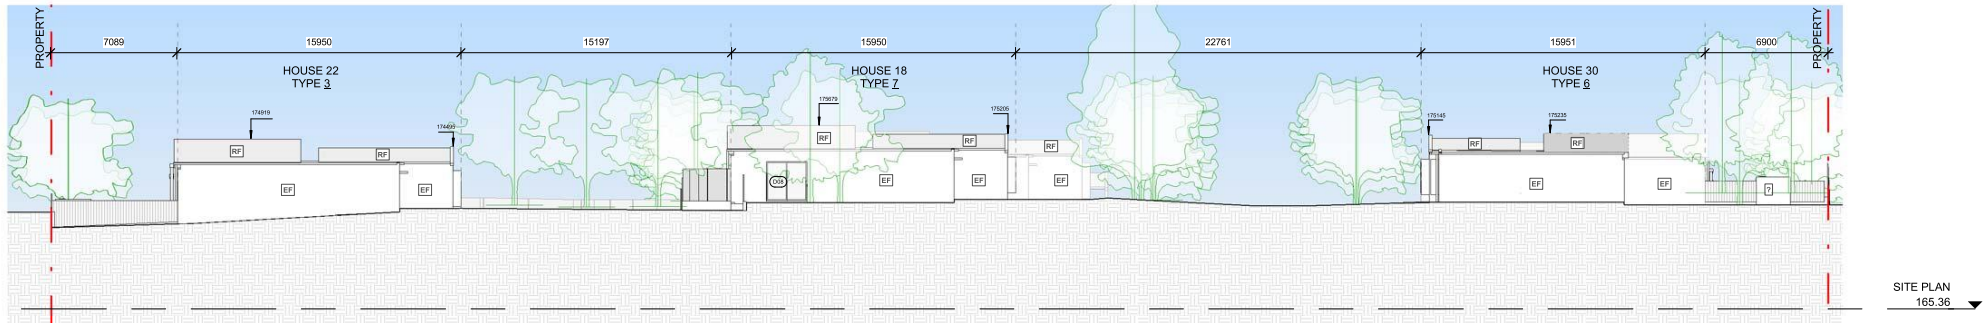 PROPERTY
7089
15950
15197
15950
22761
15951
6900
PROPERTY
HOUSE 22
TYPE 3
HOUSE 18
TYPE 7
HOUSE 30
TYPE 6
174919
174495
175679
175205
175145
175235
RF
RF
RF
RF
RF
RF
RF
EF
EF
D08
EF
EF
EF
EF
EF
?
SITE PLAN
165.36